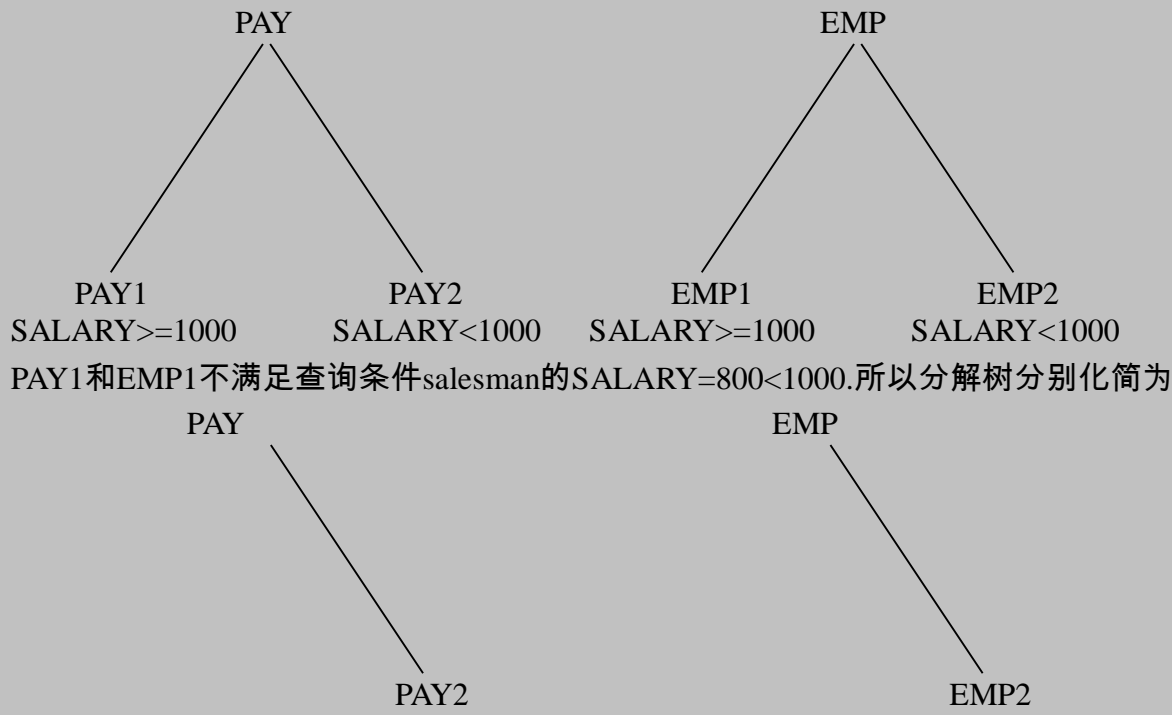 PAY EMP
PAY1 PAY2 EMP1 EMP2
SALARY>=1000 SALARY<1000 SALARY>=1000 SALARY<1000
PAY1和EMP1不满足查询条件salesman的SALARY=800<1000.所以分解树分别化简为
PAY EMP
PAY2 EMP2